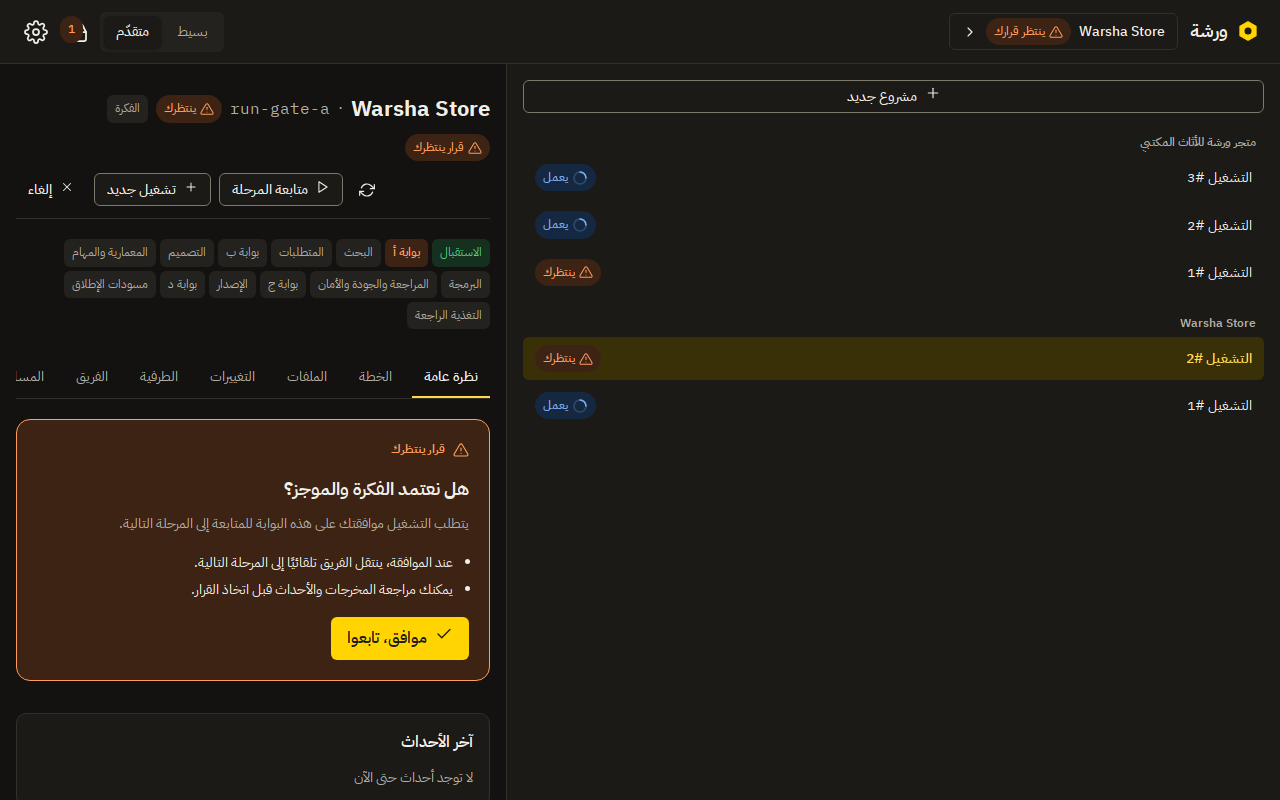 ورشة
Warsha Store
ينتظر قرارك
بسيط
متقدّم
1
مشروع جديد
متجر ورشة للأثاث المكتبي
التشغيل #3
يعمل
التشغيل #2
يعمل
التشغيل #1
ينتظرك
Warsha Store
التشغيل #2
ينتظرك
التشغيل #1
يعمل
Warsha Store · run-gate-a ينتظرك الفكرة
قرار ينتظرك
متابعة المرحلة
تشغيل جديد
إلغاء
الاستقبال بوابة أ البحث المتطلبات بوابة ب التصميم المعمارية والمهام
البرمجة المراجعة والجودة والأمان بوابة ج الإصدار بوابة د مسودات الإطلاق
التغذية الراجعة
نظرة عامة الخطة الملفات التغييرات الطرفية الفريق المسا
قرار ينتظرك
هل نعتمد الفكرة والموجز؟
يتطلب التشغيل موافقتك على هذه البوابة للمتابعة إلى المرحلة التالية.
عند الموافقة، ينتقل الفريق تلقائيًا إلى المرحلة التالية.
يمكنك مراجعة المخرجات والأحداث قبل اتخاذ القرار.
موافق، تابعوا
آخر الأحداث
لا توجد أحداث حتى الآن